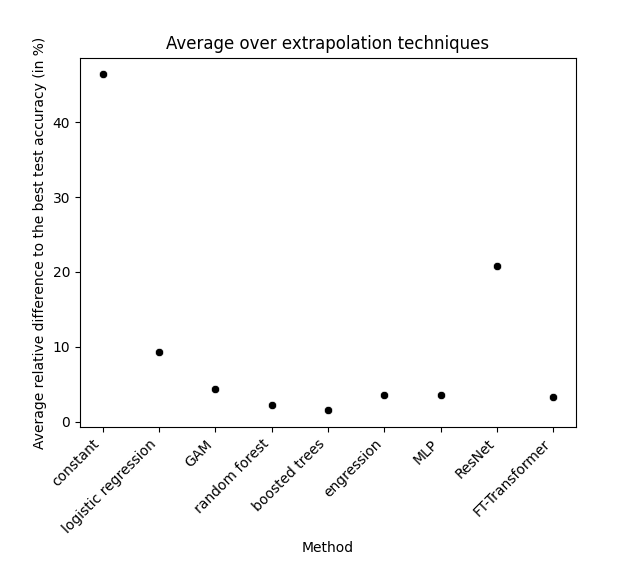 Average over extrapolation techniques
Average relative difference to the best test accuracy (in %)
40
30
20
10
0
constant
logistic regression
GAM
random forest
boosted trees
engression
MLP
ResNet
FT-Transformer
Method